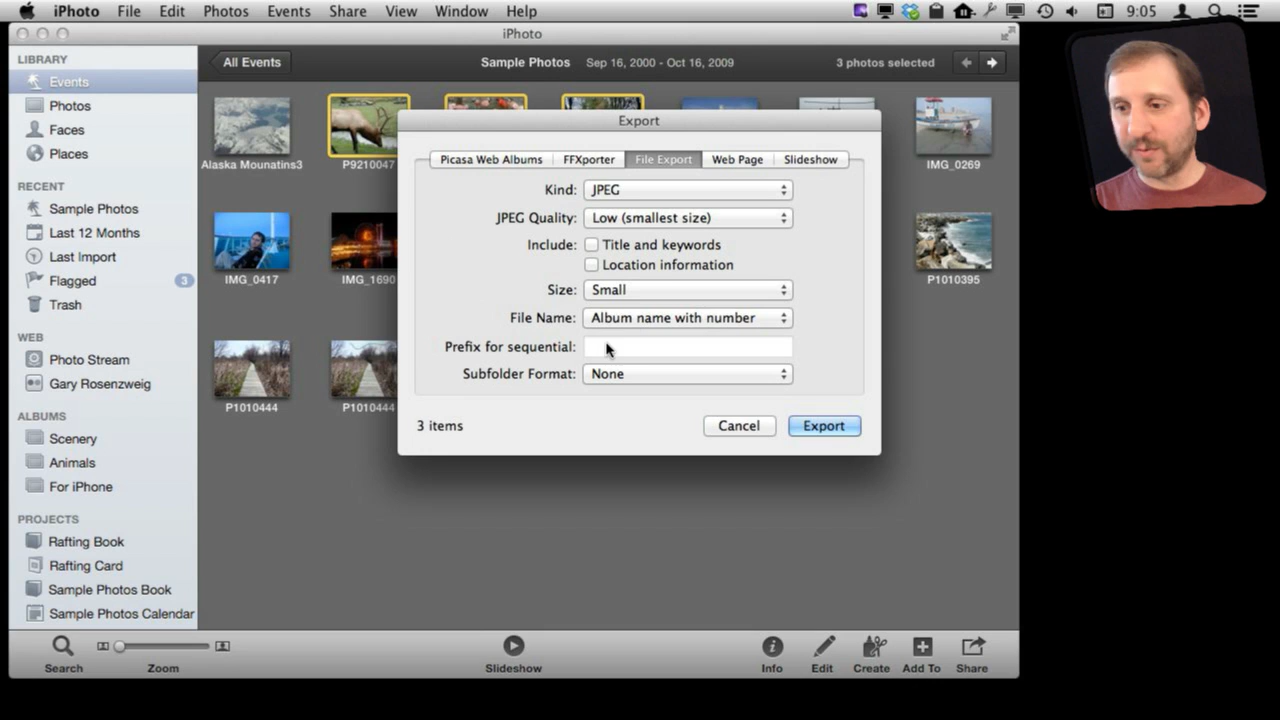 iPhoto File Edit Photos Events Share View Window Help 9:05
iPhoto
LIBRARY
Events
Photos
Faces
Places
RECENT
Sample Photos
Last 12 Months
Last Import
Flagged 3
Trash
WEB
Photo Stream
Gary Rosenzweig
ALBUMS
Scenery
Animals
For iPhone
PROJECTS
Rafting Book
Rafting Card
Sample Photos Book
Sample Photos Calendar
All Events Sample Photos Sep 16, 2000 - Oct 16, 2009 3 photos selected
Alaska Mounatins3 P9210047 IMG_0269
IMG_0417 IMG_1690 P1010395
P1010444 P1010444
Export
Picasa Web Albums FFXporter File Export Web Page Slideshow
Kind: JPEG
JPEG Quality: Low (smallest size)
Include: Title and keywords
Location information
Size: Small
File Name: Album name with number
Prefix for sequential:
Subfolder Format: None
3 items Cancel Export
Search Zoom Slideshow Info Edit Create Add To Share